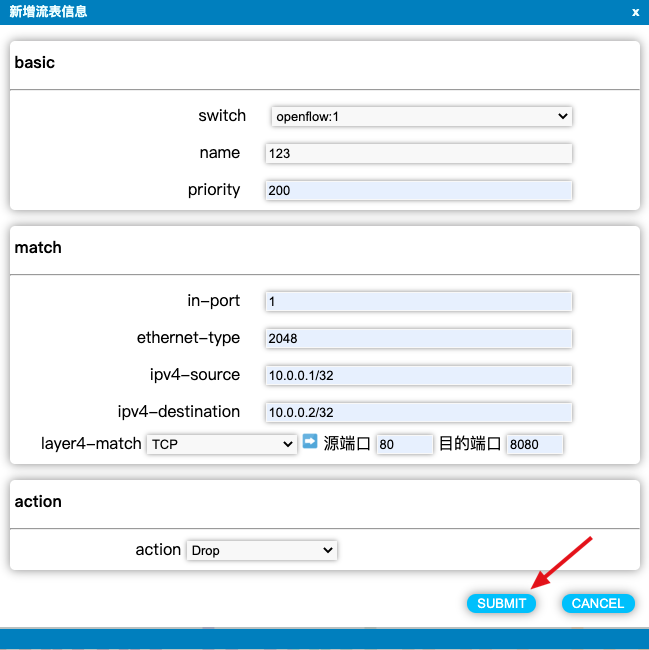 新增流表信息 x
basic
switch openflow:1
name 123
priority 200
match
in-port 1
ethernet-type 2048
ipv4-source 10.0.0.1/32
ipv4-destination 10.0.0.2/32
layer4-match TCP ➡ 源端口 80 目的端口 8080
action
action Drop
SUBMIT CANCEL